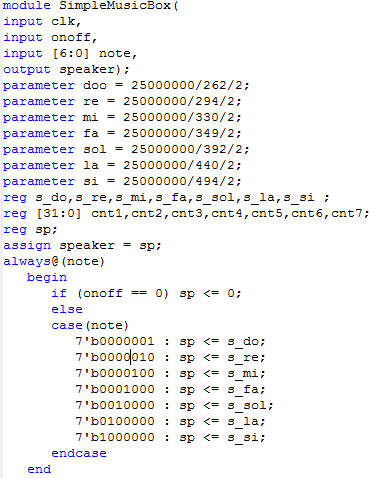 module SimpleMusicBox(
input clk,
input onoff,
input [6:0] note,
output speaker);
parameter doo = 25000000/262/2;
parameter re = 25000000/294/2;
parameter mi = 25000000/330/2;
parameter fa = 25000000/349/2;
parameter sol = 25000000/392/2;
parameter la = 25000000/440/2;
parameter si = 25000000/494/2;
reg s_do,s_re,s_mi,s_fa,s_sol,s_la,s_si ;
reg [31:0] cnt1,cnt2,cnt3,cnt4,cnt5,cnt6,cnt7;
reg sp;
assign speaker = sp;
always@(note)
begin
if (onoff == 0) sp <= 0;
else
case(note)
7'b0000001 : sp <= s_do;
7'b0000010 : sp <= s_re;
7'b0000100 : sp <= s_mi;
7'b0001000 : sp <= s_fa;
7'b0010000 : sp <= s_sol;
7'b0100000 : sp <= s_la;
7'b1000000 : sp <= s_si;
endcase
end